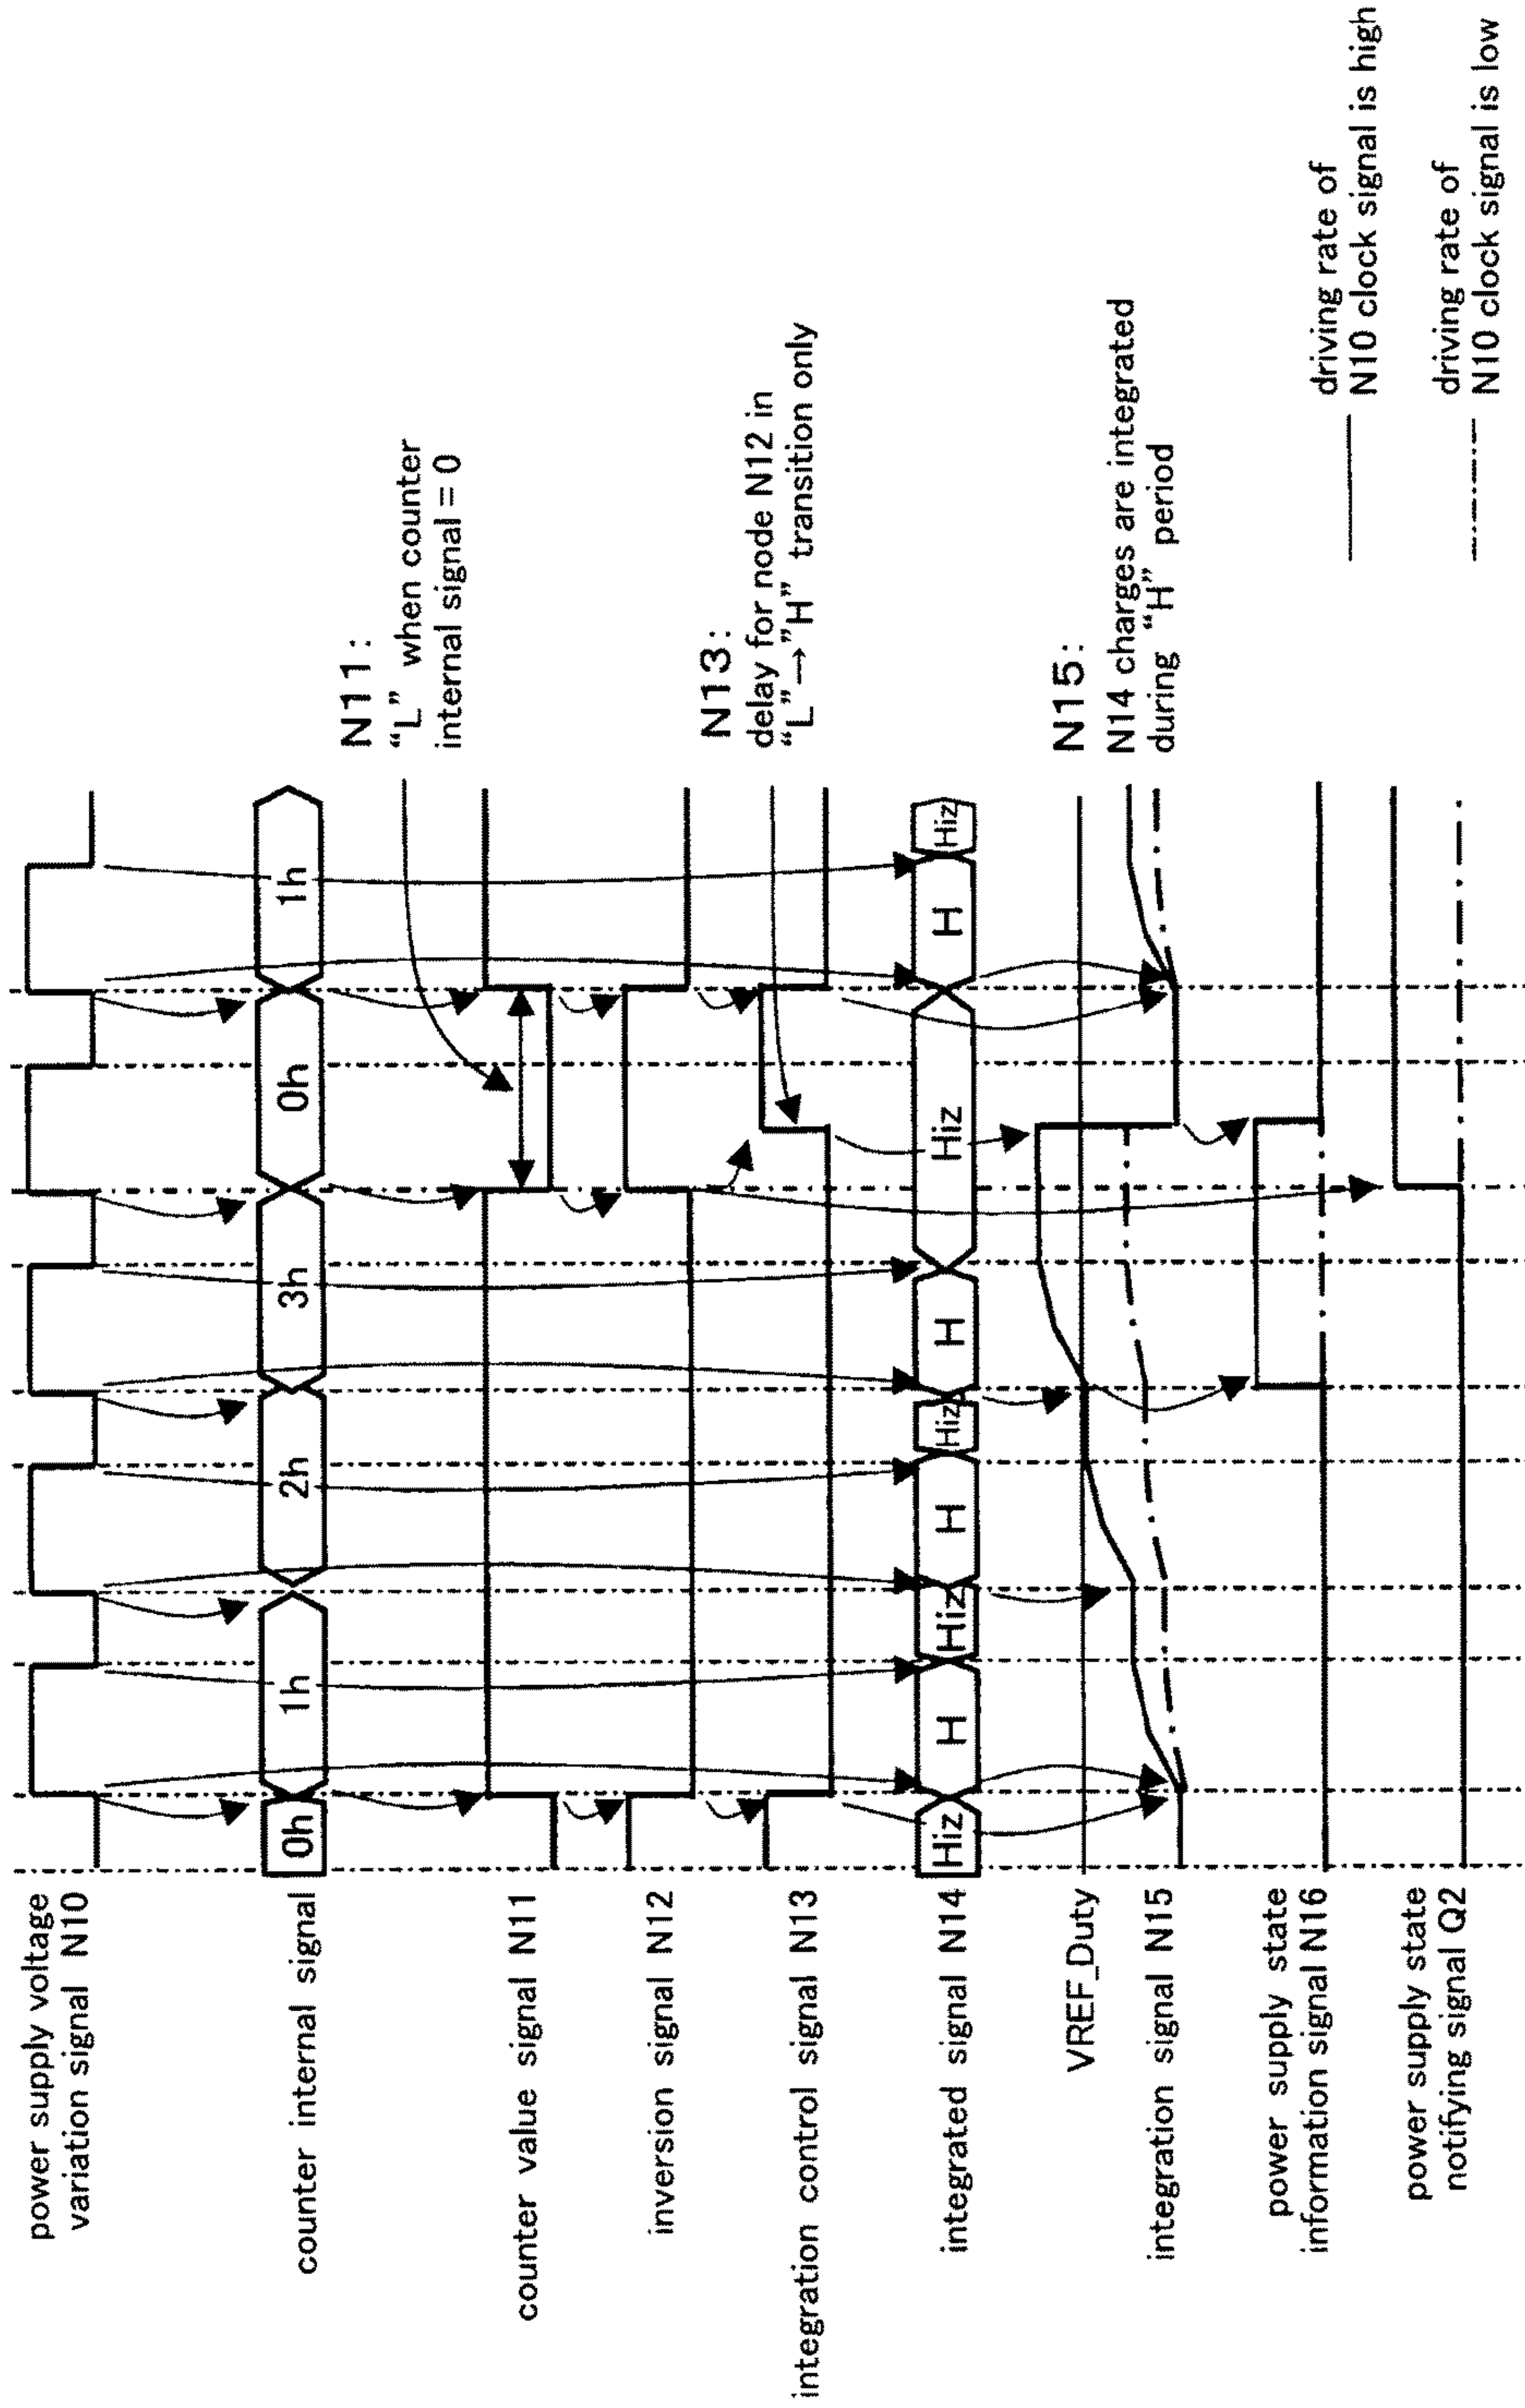 power supply voltage
variation signal N10
counter internal signal
0h 1h 2h 3h 0h 1h
counter value signal N11
N11:
“L” when counter
internal signal = 0
inversion signal N12
integration control signal N13
N13:
delay for node N12 in
“L”→”H” transition only
integrated signal N14
Hiz H Hiz H Hiz H Hiz H Hiz
VREF_Duty
integration signal N15
N15:
N14 charges are integrated
during “H” period
power supply state
information signal N16
power supply state
notifying signal Q2
driving rate of
N10 clock signal is high
driving rate of
N10 clock signal is low